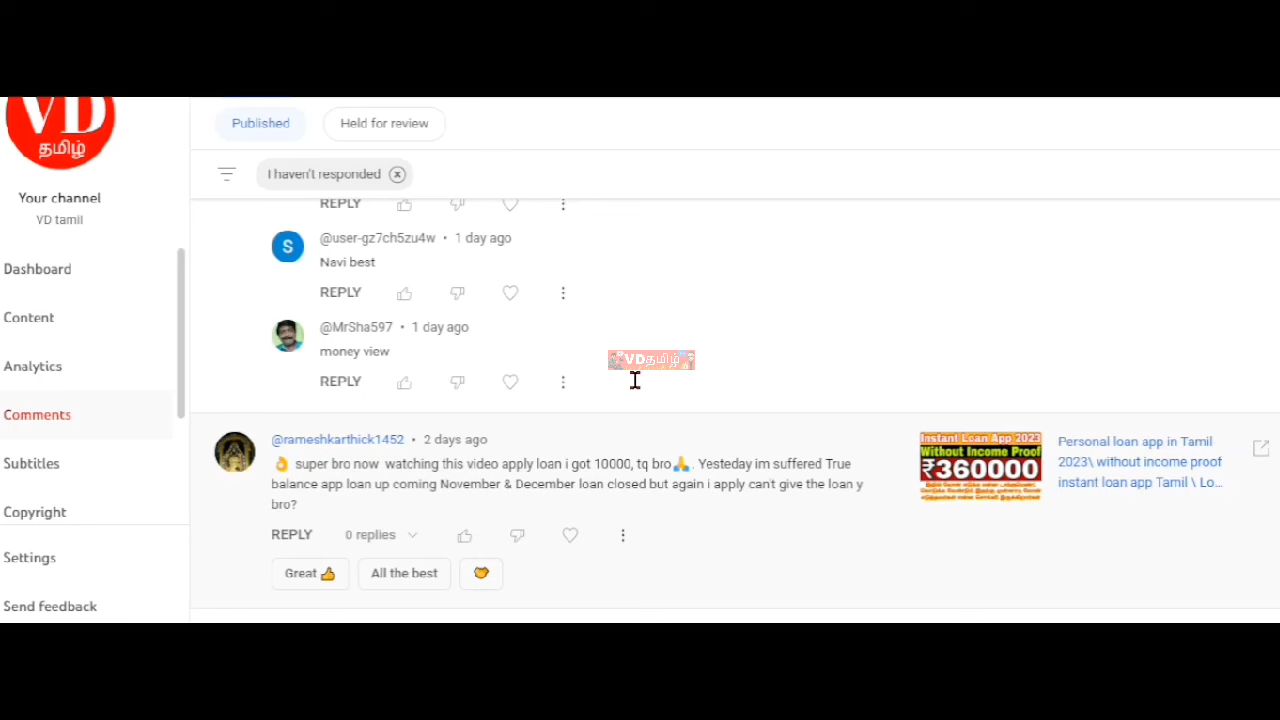 VD
தமிழ்
Your channel
VD tamil
Dashboard
Content
Analytics
Comments
Subtitles
Copyright
Settings
Send feedback
Published
Held for review
I haven't responded
REPLY
S
@user-gz7ch5zu4w • 1 day ago
Navi best
REPLY
@MrSha597 • 1 day ago
money view
REPLY
VDதமிழ்
@rameshkarthick1452 • 2 days ago
👌 super bro now watching this video apply loan i got 10000, tq bro🙏. Yesteday im suffered True
balance app loan up coming November & December loan closed but again i apply can't give the loan y
bro?
REPLY 0 replies
Great 👍 All the best 🤝
Instant Loan App 2023
Without Income Proof
₹360000
Personal loan app in Tamil
2023\ without income proof
instant loan app Tamil \ Lo...